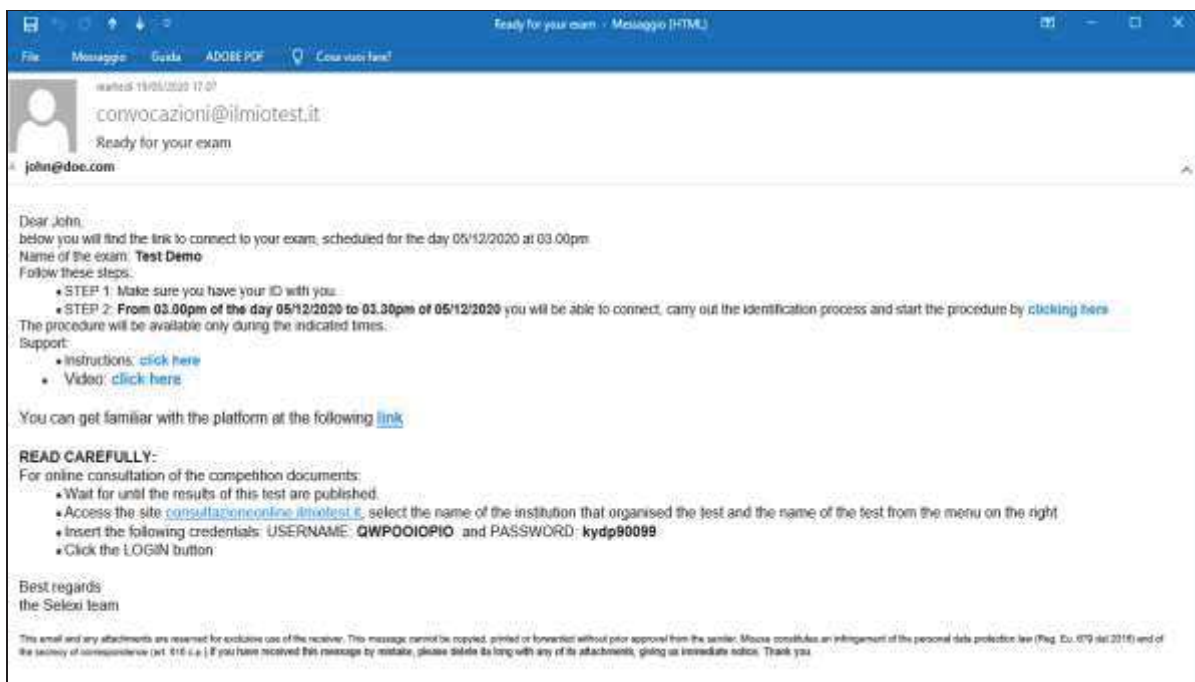 Ready for your exam - Messaggio (HTML)
File Messaggio Guida ADOBE PDF Cosa vuoi fare?
martedì 19/05/2020 17:07
convocazioni@ilmiotest.it
Ready for your exam
john@doe.com
Dear John,
below you will find the link to connect to your exam, scheduled for the day 05/12/2020 at 03.00pm
Name of the exam: Test Demo
Follow these steps:
• STEP 1: Make sure you have your ID with you.
• STEP 2: From 03.00pm of the day 05/12/2020 to 03.30pm of 05/12/2020 you will be able to connect, carry out the identification process and start the procedure by clicking here
The procedure will be available only during the indicated times.
Support:
• Instructions: click here
• Video: click here
You can get familiar with the platform at the following link
READ CAREFULLY:
For online consultation of the competition documents:
• Wait for until the results of this test are published.
• Access the site consultazioneonline.ilmiotest.it, select the name of the institution that organised the test and the name of the test from the menu on the right
• Insert the following credentials: USERNAME: QWPOOIOPIO and PASSWORD: kydp90099
• Click the LOGIN button
Best regards
the Selexi team
This email and any attachments are reserved for exclusive use of the receiver. This message cannot be copied, printed or forwarded without prior approval from the sender. Misuse constitutes an infringement of the personal data protection law (Reg. Eu. 679 del 2016) and of
the secrecy of correspondence (art. 616 c.p.) If you have received this message by mistake, please delete its long with any of its attachments, giving us immediate notice. Thank you